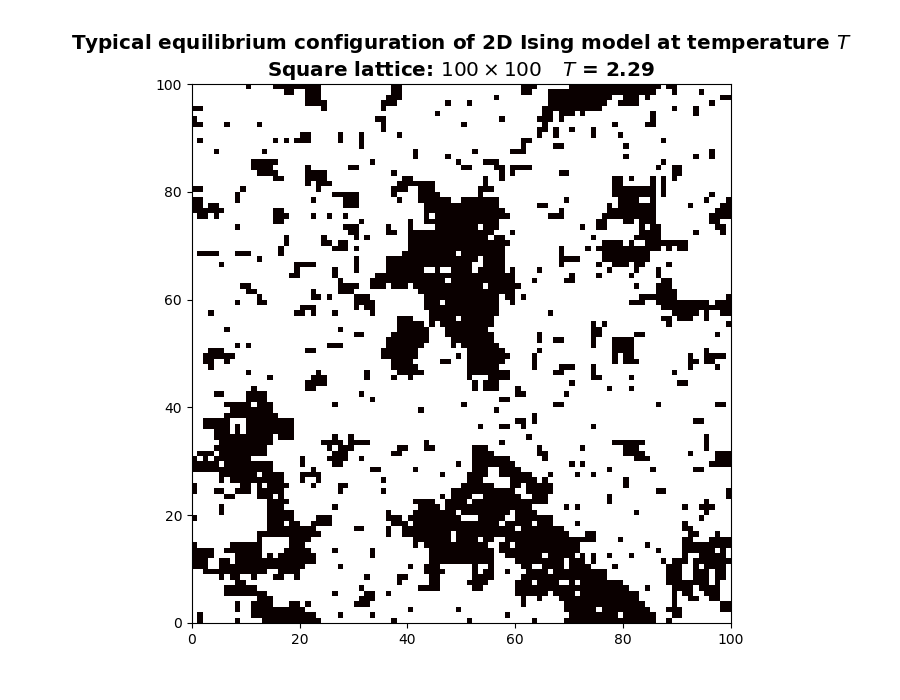 Typical equilibrium configuration of 2D Ising model at temperature T
Square lattice: 100 × 100 T = 2.29
100
80
60
40
20
0
0 20 40 60 80 100